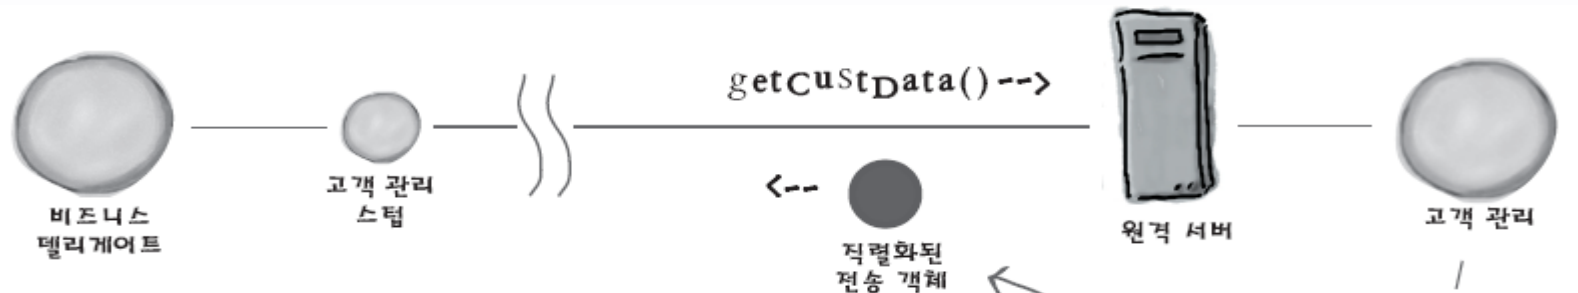 getCustData() -->
<--
고객 관리
스텁
비즈니스
델리게이트
직렬화된
전송 객체
원격 서버
고객 관리